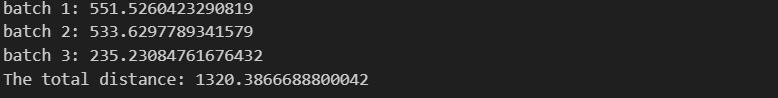 batch 1: 551.5260423290819
batch 2: 533.6297789341579
batch 3: 235.23084761676432
The total distance: 1320.3866688800042